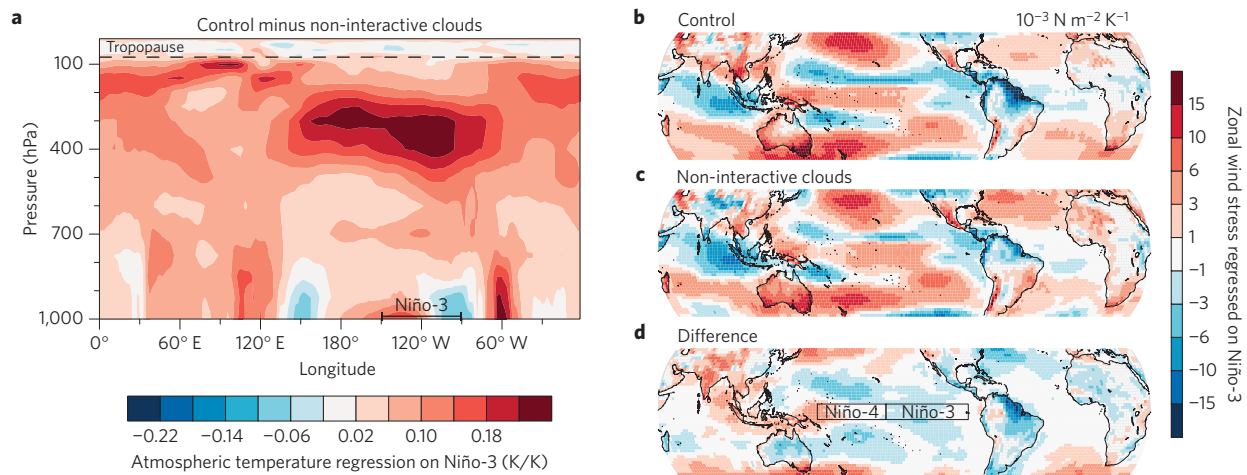 a
Control minus non-interactive clouds
Tropopause
100
400
700
1,000
Pressure (hPa)
Niño-3
0° 60° E 120° E 180° 120° W 60° W
Longitude
−0.22 −0.14 −0.06 0.02 0.10 0.18
Atmospheric temperature regression on Niño-3 (K/K)
b Control 10⁻³ N m⁻² K⁻¹
c Non-interactive clouds
d Difference
Niño-4 Niño-3
15
10
6
3
1
−1
−3
−6
−10
−15
Zonal wind stress regressed on Niño-3